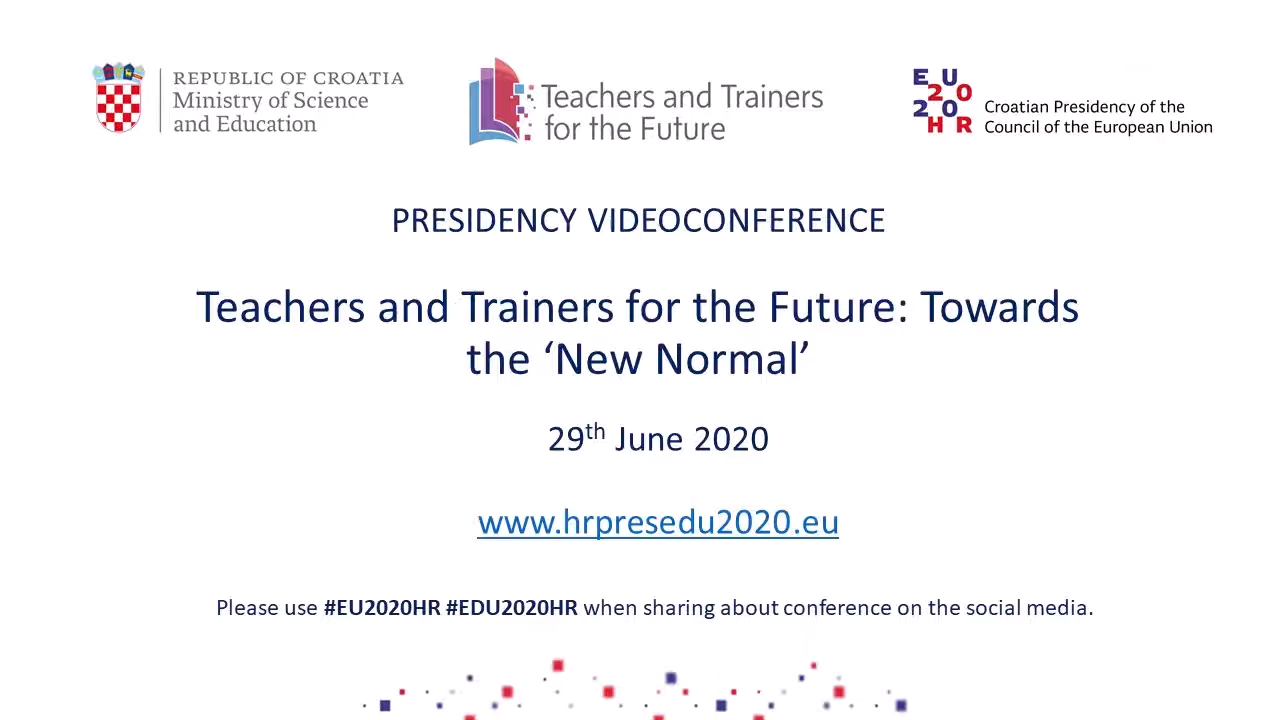 REPUBLIC OF CROATIA
Ministry of Science
and Education
Teachers and Trainers
for the Future
E U
2 0
2 0
H R
Croatian Presidency of the
Council of the European Union
PRESIDENCY VIDEOCONFERENCE
Teachers and Trainers for the Future: Towards
the ‘New Normal’
29th June 2020
www.hrpresedu2020.eu
Please use #EU2020HR #EDU2020HR when sharing about conference on the social media.